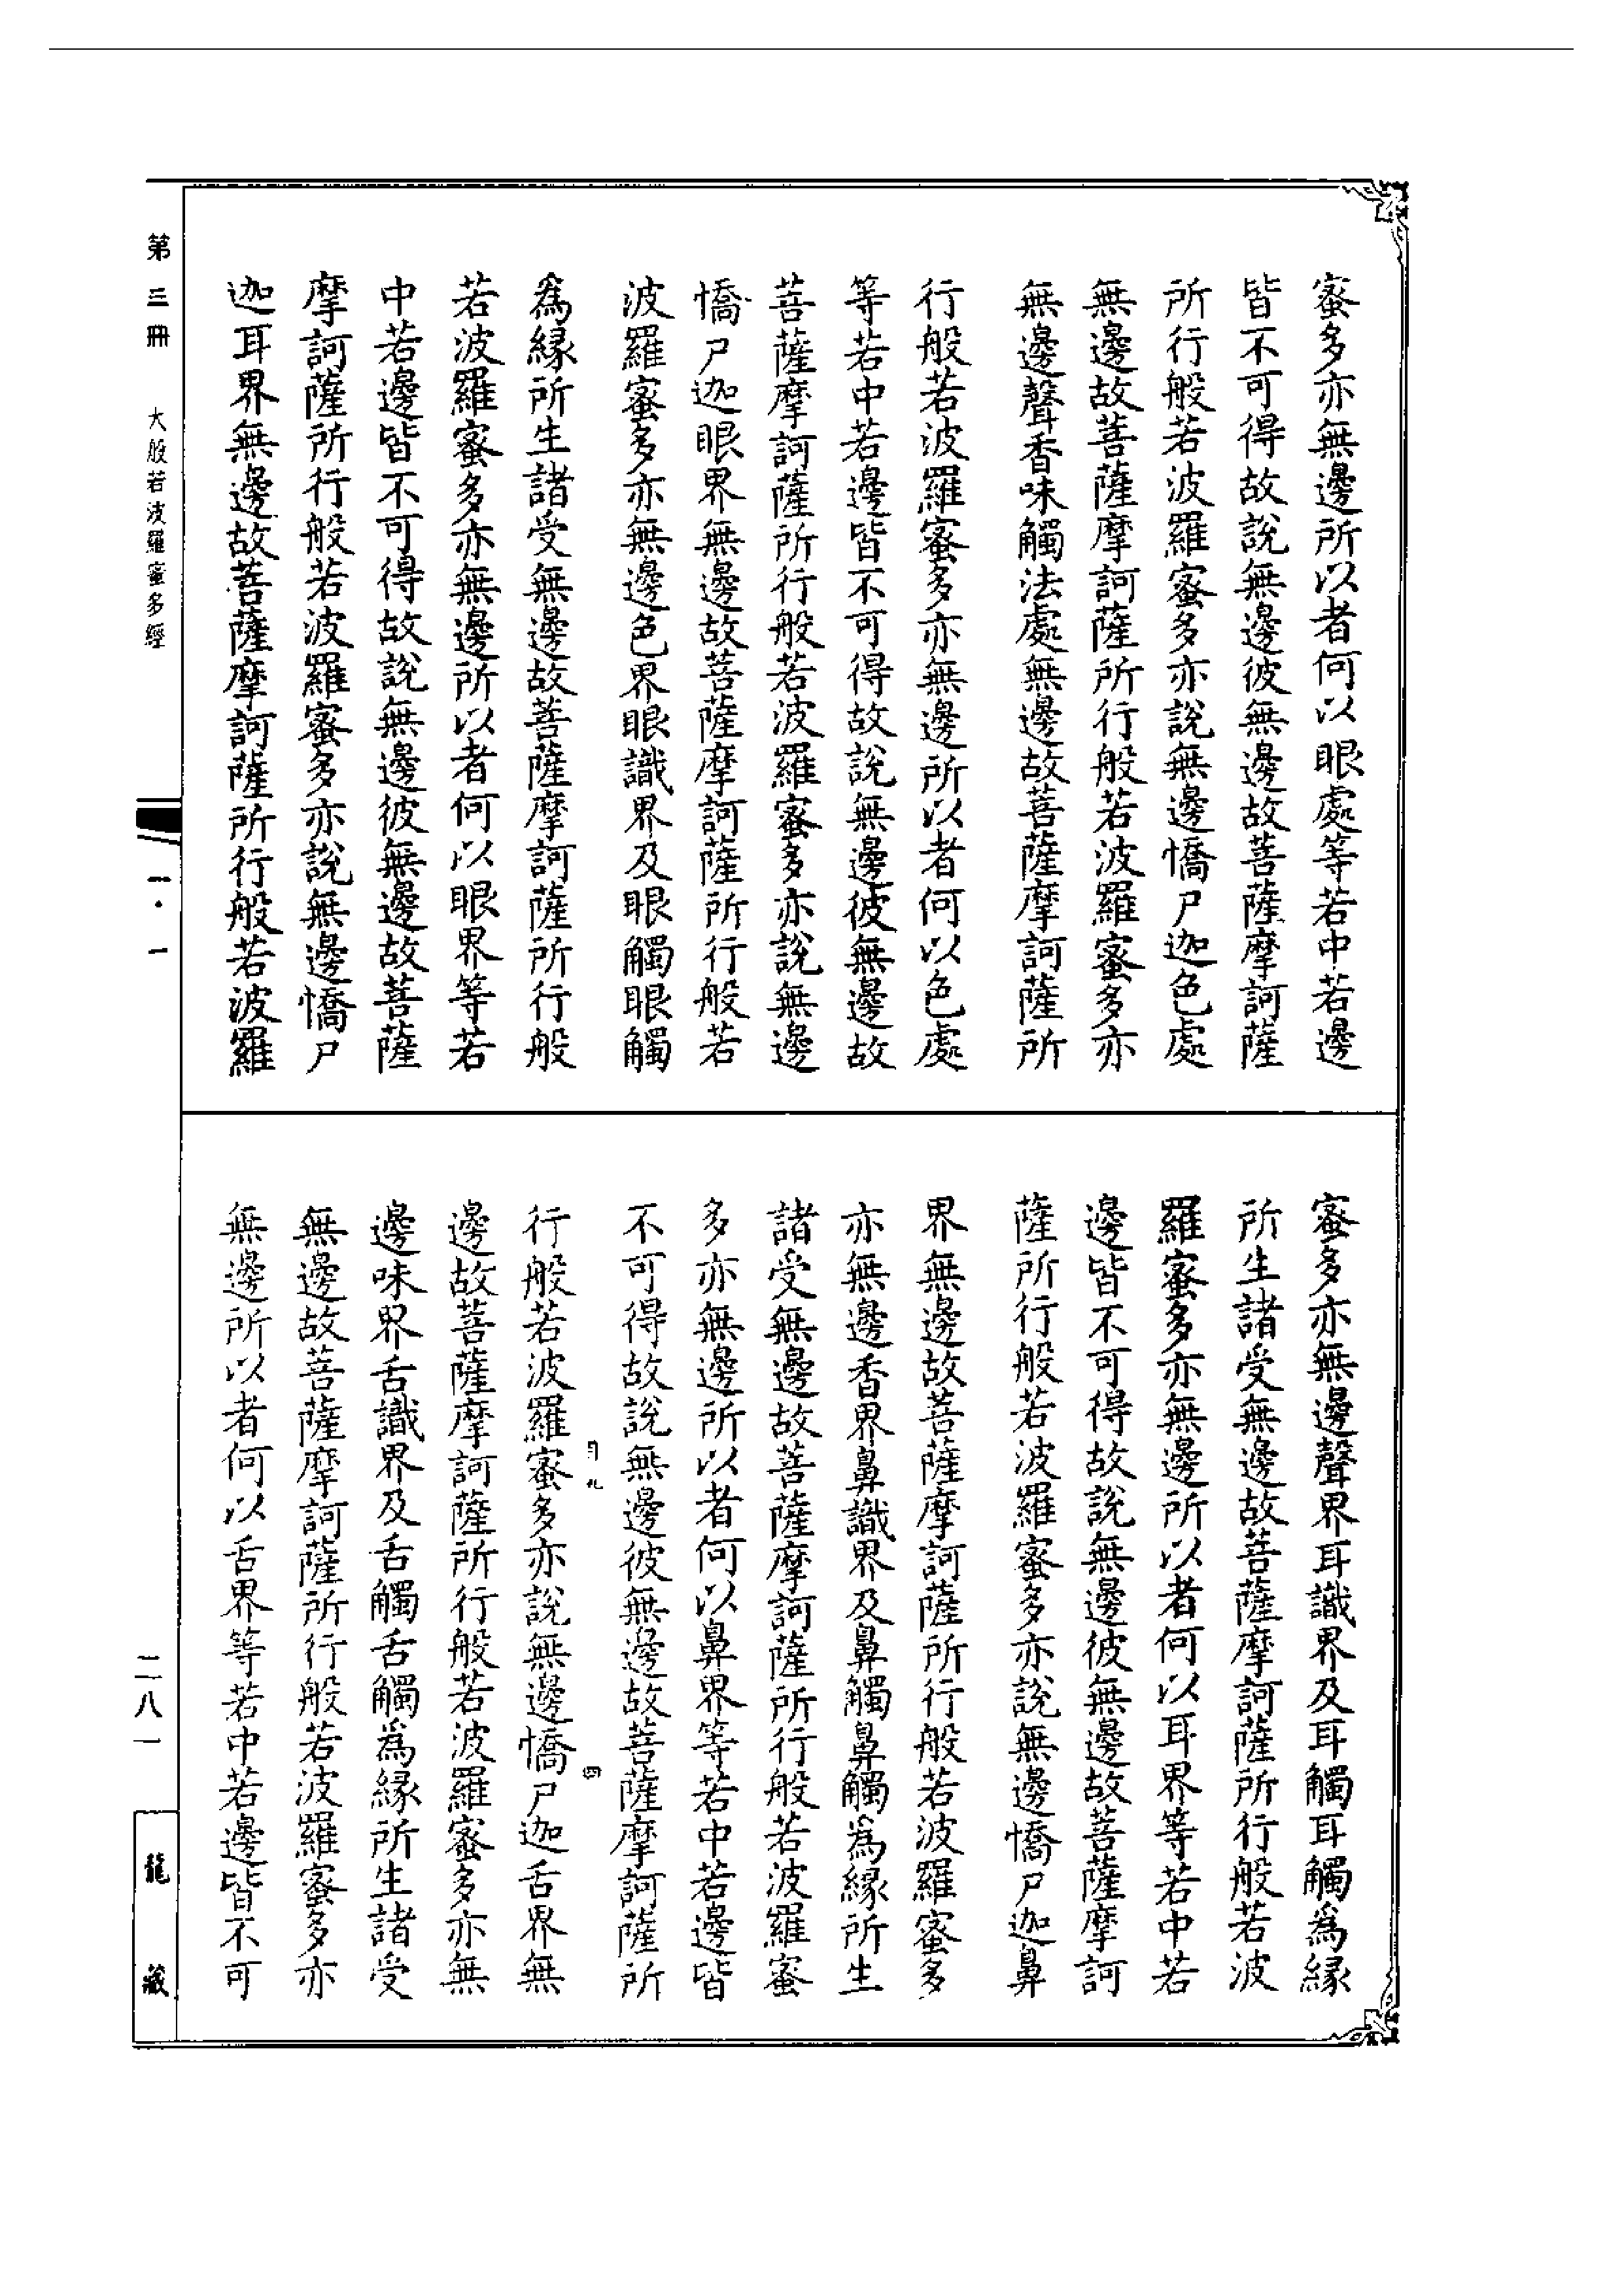 蜜多亦無邊所以者何以眼處等若中若邊
皆不可得故說無邊彼無邊故菩薩摩訶薩
所行般若波羅蜜多亦說無邊憍尸迦色處
無邊故菩薩摩訶薩所行般若波羅蜜多亦
無邊聲香味觸法處無邊故菩薩摩訶薩所
行般若波羅蜜多亦無邊所以者何以色處
等若中若邊皆不可得故說無邊彼無邊故
菩薩摩訶薩所行般若波羅蜜多亦說無邊
憍尸迦眼界無邊故菩薩摩訶薩所行般若
波羅蜜多亦無邊色界眼識界及眼觸眼觸
為緣所生諸受無邊故菩薩摩訶薩所行般
若波羅蜜多亦無邊所以者何以眼界等若
中若邊皆不可得故說無邊彼無邊故菩薩
摩訶薩所行般若波羅蜜多亦說無邊憍尸
迦耳界無邊故菩薩摩訶薩所行般若波羅
蜜多亦無邊聲界耳識界及耳觸耳觸為緣
所生諸受無邊故菩薩摩訶薩所行般若波
羅蜜多亦無邊所以者何以耳界等若中若
邊皆不可得故說無邊彼無邊故菩薩摩訶
薩所行般若波羅蜜多亦說無邊憍尸迦鼻
界無邊故菩薩摩訶薩所行般若波羅蜜多
亦無邊香界鼻識界及鼻觸鼻觸為緣所生
諸受無邊故菩薩摩訶薩所行般若波羅蜜
多亦無邊所以者何以鼻界等若中若邊皆
不可得故說無邊彼無邊故菩薩摩訶薩所
四
行般若波羅蜜多亦說無邊憍尸迦舌界無
邊故菩薩摩訶薩所行般若波羅蜜多亦無
邊味界舌識界及舌觸舌觸為緣所生諸受
無邊故菩薩摩訶薩所行般若波羅蜜多亦
無邊所以者何以舌界等若中若邊皆不可
第三冊 大般若波羅蜜多經 一·一 二八一 龍藏